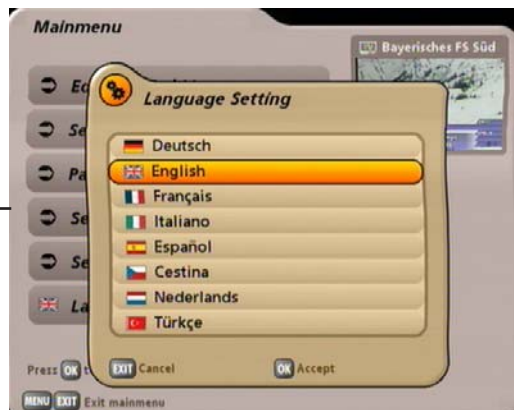 Mainmenu
Bayerisches FS Süd
Language Setting
Deutsch
English
Français
Italiano
Español
Cestina
Nederlands
Türkçe
EXIT Cancel
OK Accept
Press OK
MENU EXIT Exit mainmenu